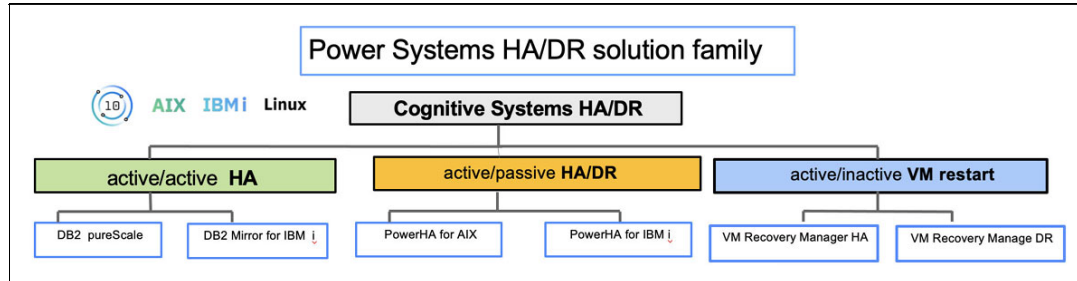 Power Systems HA/DR solution family
10 AIX IBM i Linux
Cognitive Systems HA/DR
active/active HA
active/passive HA/DR
active/inactive VM restart
DB2 pureScale
DB2 Mirror for IBM i
PowerHA for AIX
PowerHA for IBM i
VM Recovery Manager HA
VM Recovery Manage DR